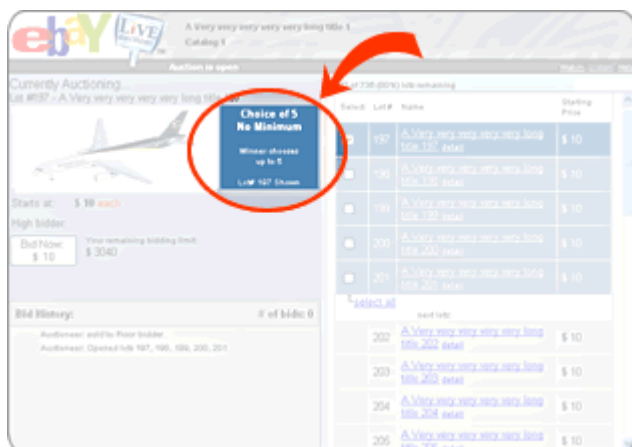 ebaY LiVE
A Very very very very very long title 1
Catalog 1
Auction is open
Currently Auctioning...
Lot #197 - A Very very very very very long title
Choice of 5
No Minimum
Winner chooses
up to 5
Lot# 197 Shown
Starts at: $ 10 each
High bidder:
Bid Now:
$ 10
Your remaining bidding limit
$ 3040
Bid History: # of bids: 0
Auctioneer: sold to Floor bidder
Auctioneer: Opened lots 197, 198, 199, 200, 201
lots remaining
Select Lot # Name Starting Price
197 A Very very very very very long title 197 detail $ 10
198 A Very very very very very long title 198 detail $ 10
199 A Very very very very very long title 199 detail $ 10
200 A Very very very very very long title 200 detail $ 10
201 A Very very very very very long title 201 detail $ 10
select all
next lots
202 A Very very very very very long title 202 detail $ 10
203 A Very very very very very long title 203 detail $ 10
204 A Very very very very very long title 204 detail $ 10
205 A Very very very very very long $ 10